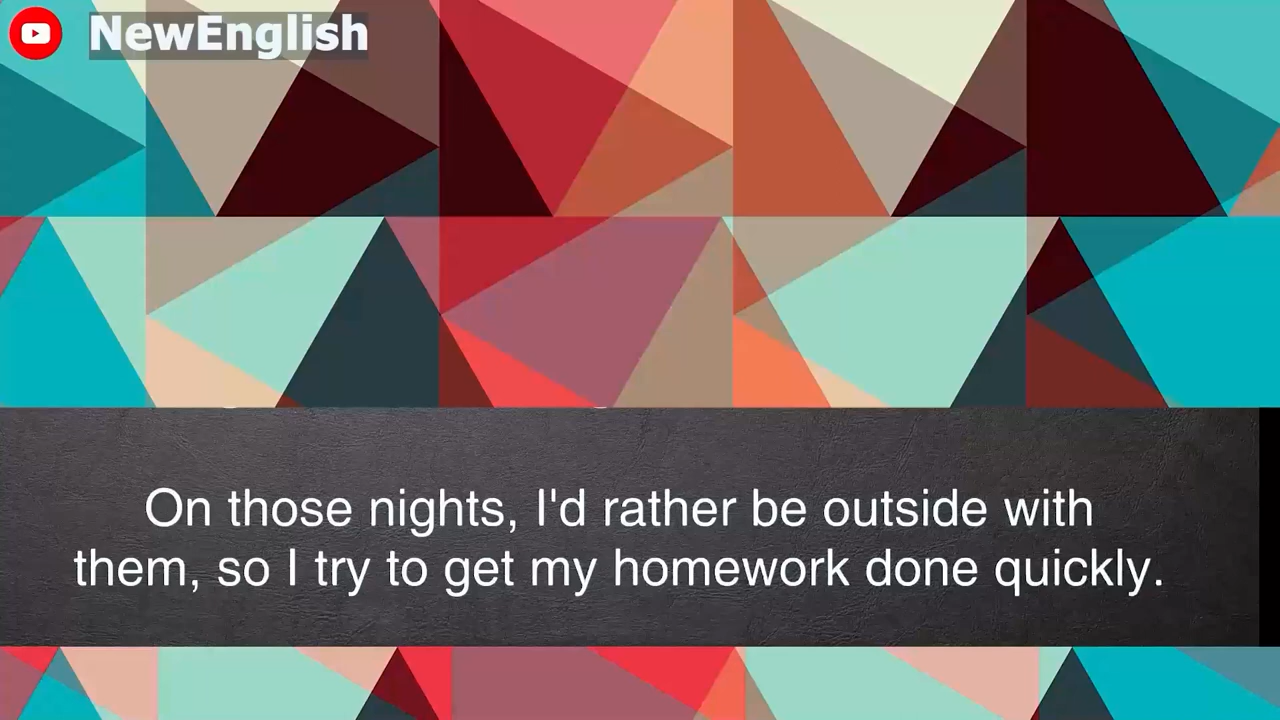 NewEnglish
On those nights, I'd rather be outside with
them, so I try to get my homework done quickly.